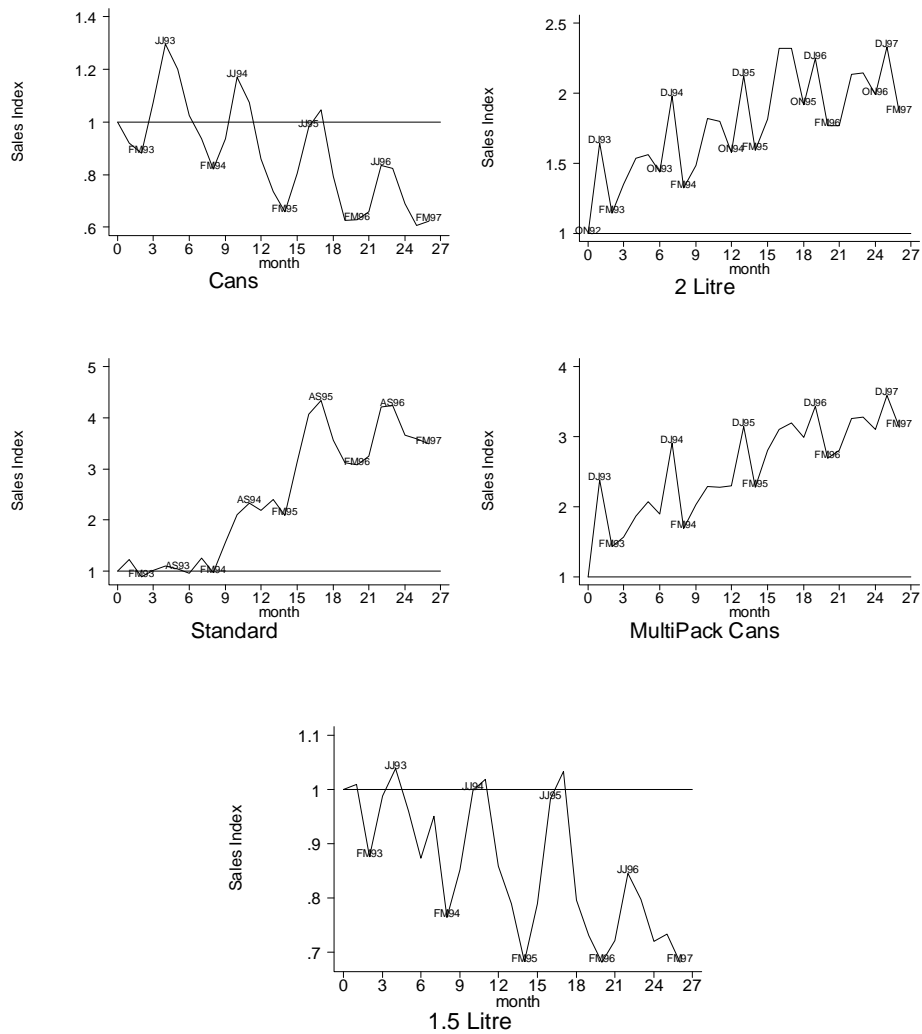 1.4
1.2
1
.8
.6
Sales Index
FM93
JJ93
FM94
JJ94
FM95
JJ95
FM96
JJ96
FM97
0 3 6 9 12 15 18 21 24 27
month
Cans
2.5
2
1.5
1
Sales Index
ON92
DJ93
FM93
ON93
DJ94
FM94
ON94
DJ95
FM95
ON95
DJ96
FM96
ON96
DJ97
FM97
0 3 6 9 12 15 18 21 24 27
month
2 Litre
5
4
3
2
1
Sales Index
FM93
AS93
FM94
AS94
FM95
AS95
FM96
AS96
FM97
0 3 6 9 12 15 18 21 24 27
month
Standard
4
3
2
1
Sales Index
DJ93
FM93
DJ94
FM94
DJ95
FM95
DJ96
FM96
DJ97
FM97
0 3 6 9 12 15 18 21 24 27
month
MultiPack Cans
1.1
1
.9
.8
.7
Sales Index
FM93
JJ93
FM94
JJ94
FM95
JJ95
FM96
JJ96
FM97
0 3 6 9 12 15 18 21 24 27
month
1.5 Litre